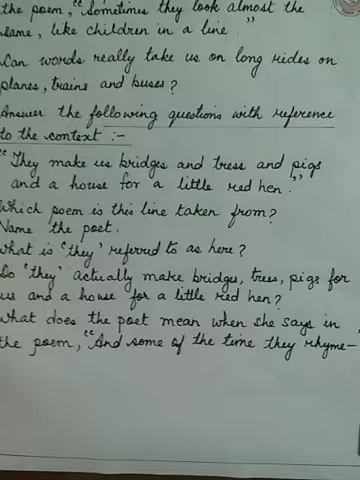 the poem, "Sometimes they look almost the
same, like children in a line."
Can words really take us on long rides on
planes, trains and buses?
Answer the following questions with reference
to the context :-
"They make us bridges and tress and pigs
and a house for a little red hen."
Which poem is this line taken from?
Name the poet.
What is 'they' referred to as here?
Do 'they' actually make bridges, trees, pigs for
us and a house for a little red hen?
What does the poet mean when she says in
the poem, "And some of the time they rhyme-